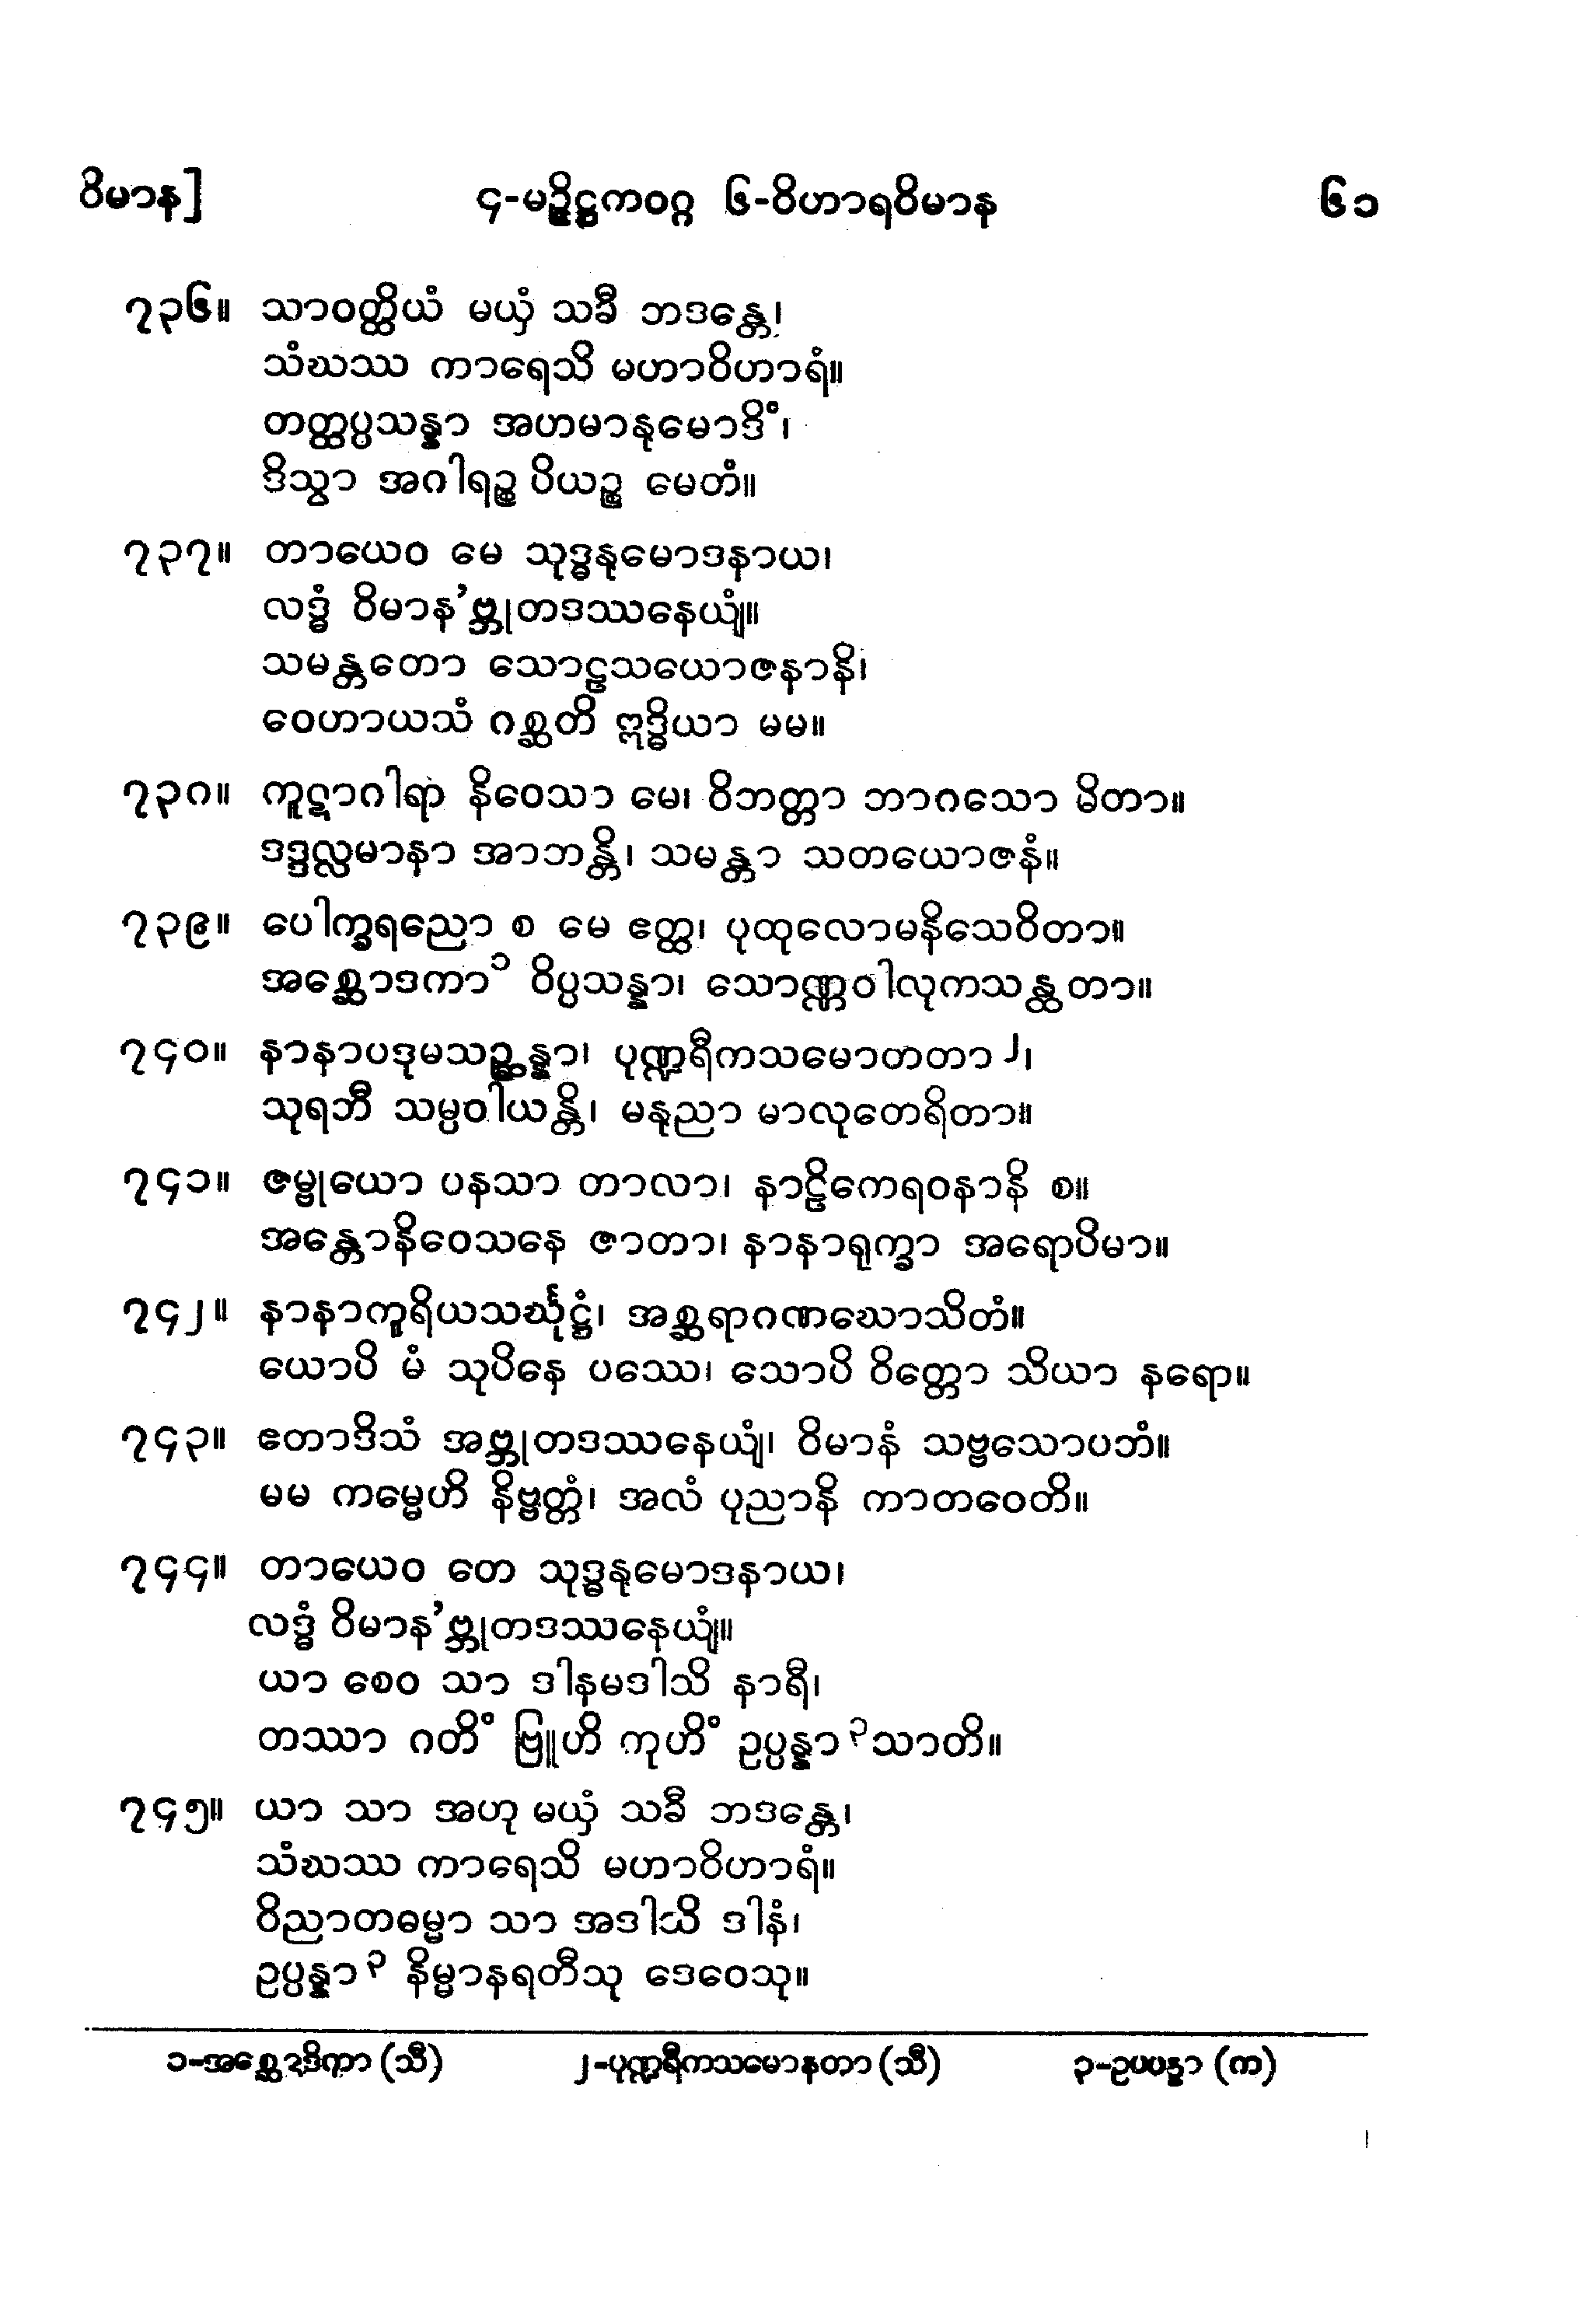 ဝိမာန]	၄-မဉ္ဇိဋ္ဌကဝဂ္ဂ ၆-ဝိဟာရဝိမာန	၆၁
၇၃၆။ သာဝတ္ထိယံ မယှံ သခီ ဘဒန္တေ၊
သံဃဿ ကာရေသိ မဟာဝိဟာရံ။
တတ္ထပ္ပသန္နာ အဟမာနုမောဒိံ၊
ဒိသွာ အဂါရဉ္စ ပိယဉ္စ မေတံ။
၇၃၇။ တာယေဝ မေ သုဒ္ဓနုမောဒနာယ၊
လဒ္ဓံ ဝိမာန’ဗ္ဘုတဒဿနေယျံ။
သမန္တတော သောဠသယောဇနာနိ၊
ဝေဟာယသံ ဂစ္ဆတိ ဣဒ္ဓိယာ မမ။
၇၃၈။ ကူဋာဂါရာ နိဝေသာ မေ၊ ဝိဘတ္တာ ဘာဂသော မိတာ။
ဒဒ္ဒလ္လမာနာ အာဘန္တိ၊ သမန္တာ သတယောဇနံ။
၇၃၉။ ပေါက္ခရညော စ မေ ဧတ္ထ၊ ပုထုလောမနိသေဝိတာ။
အစ္ဆောဒကာ ၁ ဝိပ္ပသန္နာ၊ သောဏ္ဏဝါလုကသန္ထတာ။
၇၄၀။ နာနာပဒုမသဉ္ဆန္နာ၊ ပုဏ္ဍရီကသမောတတာ ၂၊
သုရဘီ သမ္ပဝါယန္တိ၊ မနုညာ မာလုတေရိတာ။
၇၄၁။ ဇမ္ဗုယော ပနသာ တာလာ၊ နာဠိကေရဝနာနိ စ။
အန္တောနိဝေသနေ ဇာတာ၊ နာနာရုက္ခာ အရောပိမာ။
၇၄၂။ နာနာတူရိယသင်္ဃုဋ္ဌံ၊ အစ္ဆရာဂဏဃောသိတံ။
ယောပိ မံ သုပိနေ ပဿေ၊ သောပိ ဝိတ္တော သိယာ နရော။
၇၄၃။ ဧတာဒိသံ အဗ္ဘုတဒဿနေယျံ၊ ဝိမာနံ သဗ္ဗသောပဘံ။
မမ ကမ္မေဟိ နိဗ္ဗတ္တံ၊ အလံ ပုညာနိ ကာတဝေတိ။
၇၄၄။ တာယေဝ တေ သုဒ္ဓနုမောဒနာယ၊
လဒ္ဓံ ဝိမာန’ဗ္ဘုတဒဿနေယျံ။
ယာ စေဝ သာ ဒါနမဒါသိ နာရီ၊
တဿာ ဂတိံ ဗြူဟိ ကုဟိံ ဥပ္ပန္နာ ၃ သာတိ။
၇၄၅။ ယာ သာ အဟု မယှံ သခီ ဘဒန္တေ၊
သံဃဿ ကာရေသိ မဟာဝိဟာရံ။
ဝိညာတဓမ္မာ သာ အဒါသိ ဒါနံ၊
ဥပ္ပန္နာ ၃ နိမ္မာနရတီသု ဒေဝေသု။
၁-အစ္ဆောဒိကာ (သီ)	၂-ပုဏ္ဍရီကသမောနတာ (သီ)	၃-ဥပပန္နာ (က)